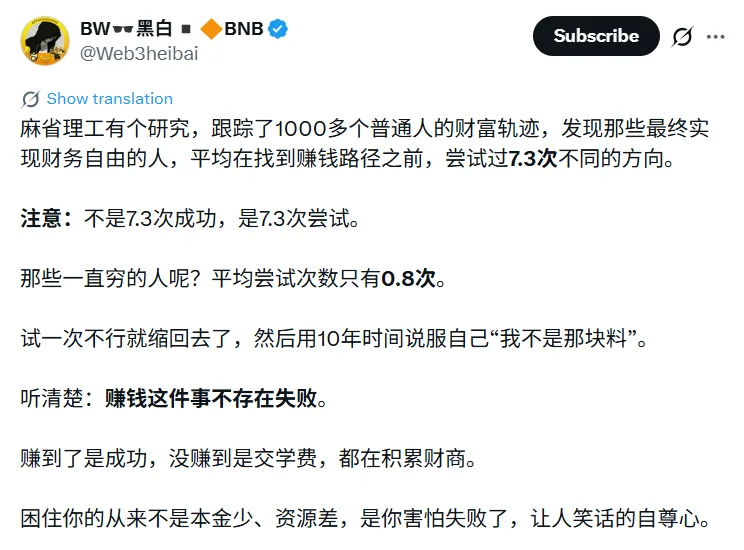 BW🕶️黑白▪️🔶BNB
@Web3heibai
Subscribe
Show translation
麻省理工有个研究，跟踪了1000多个普通人的财富轨迹，发现那些最终实
现财务自由的人，平均在找到赚钱路径之前，尝试过7.3次不同的方向。
注意：不是7.3次成功，是7.3次尝试。
那些一直穷的人呢？平均尝试次数只有0.8次。
试一次不行就缩回去了，然后用10年时间说服自己“我不是那块料”。
听清楚：赚钱这件事不存在失败。
赚到了是成功，没赚到是交学费，都在积累财商。
困住你的从来不是本金少、资源差，是你害怕失败了，让人笑话的自尊心。